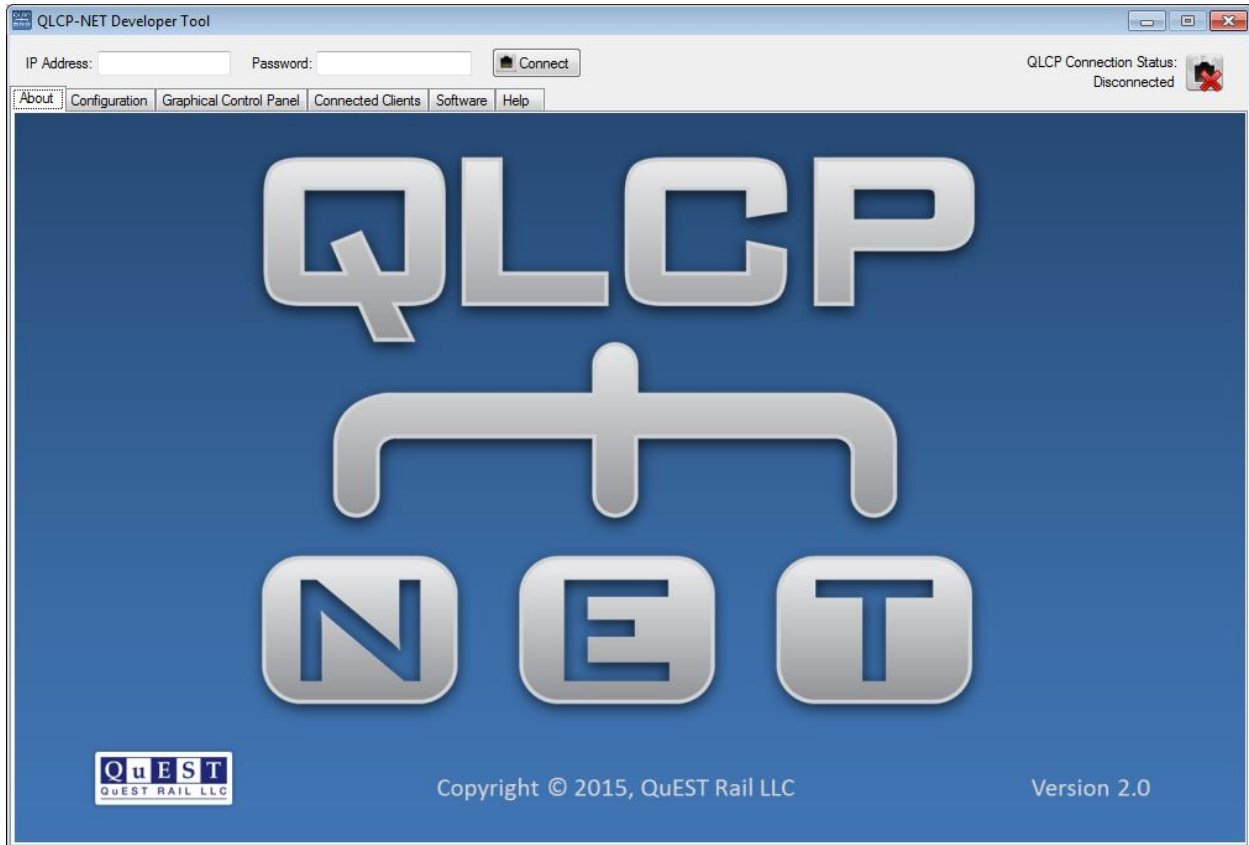 QLCP-NET Developer Tool
IP Address: Password: Connect
QLCP Connection Status:
Disconnected
About Configuration Graphical Control Panel Connected Clients Software Help
QLCP
NET
QuEST
QuEST RAIL LLC
Copyright © 2015, QuEST Rail LLC
Version 2.0